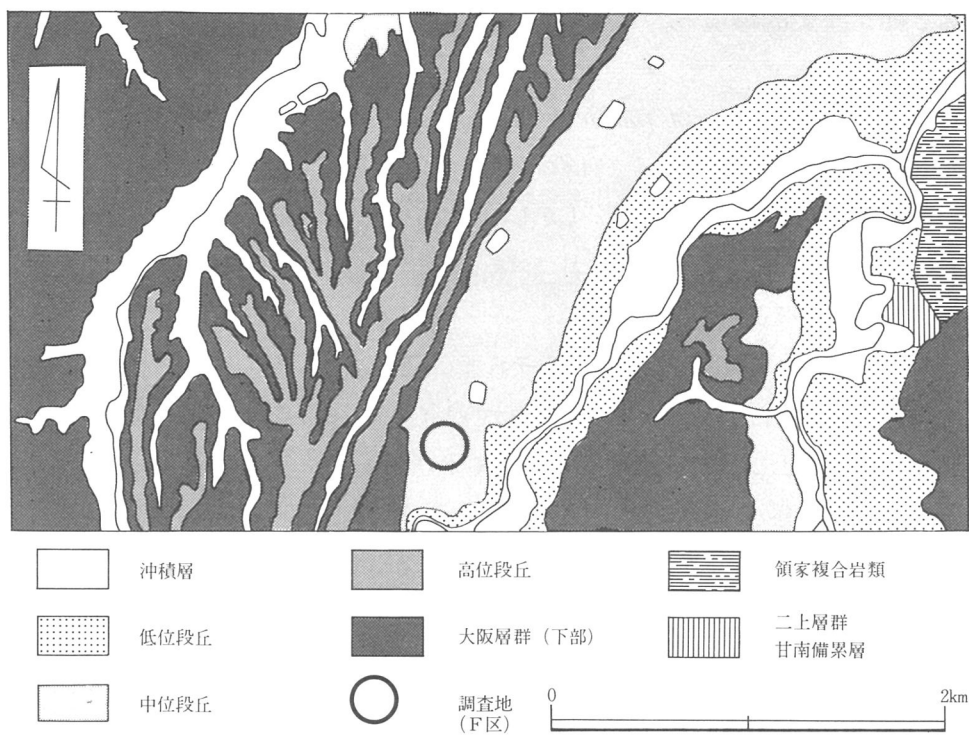 沖積層
高位段丘
領家複合岩類
低位段丘
大阪層群（下部）
二上層群
甘南備累層
中位段丘
調査地
（F区）
0
2km